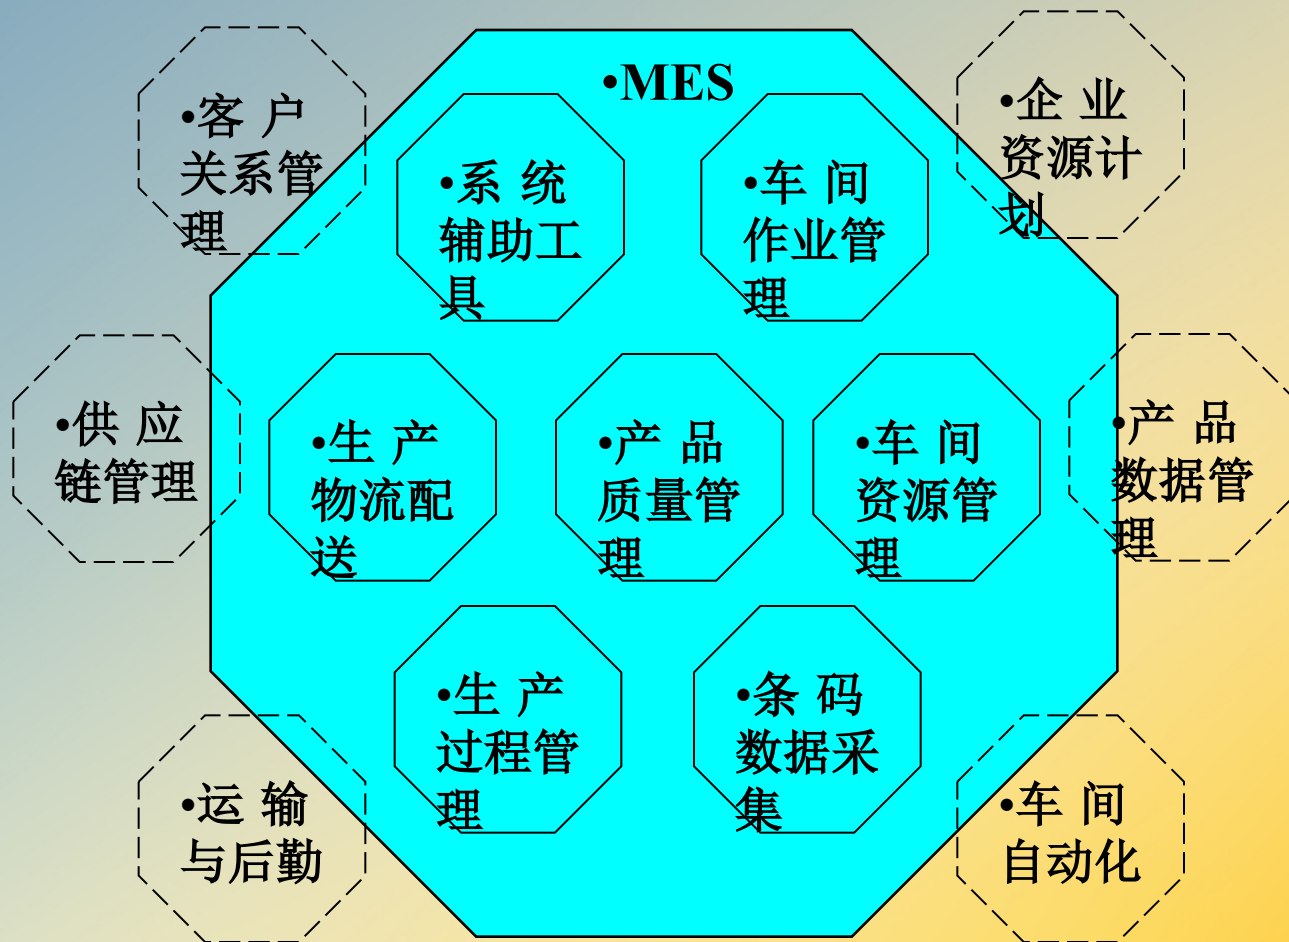 •MES
•客 户
关系管
理
•系 统
辅助工
具
•车 间
作业管
理
•企 业
资源计
划
•供 应
链管理
•生 产
物流配
送
•产 品
质量管
理
•车 间
资源管
理
•产 品
数据管
理
•生 产
过程管
理
•条 码
数据采
集
•运 输
与后勤
•车 间
自动化